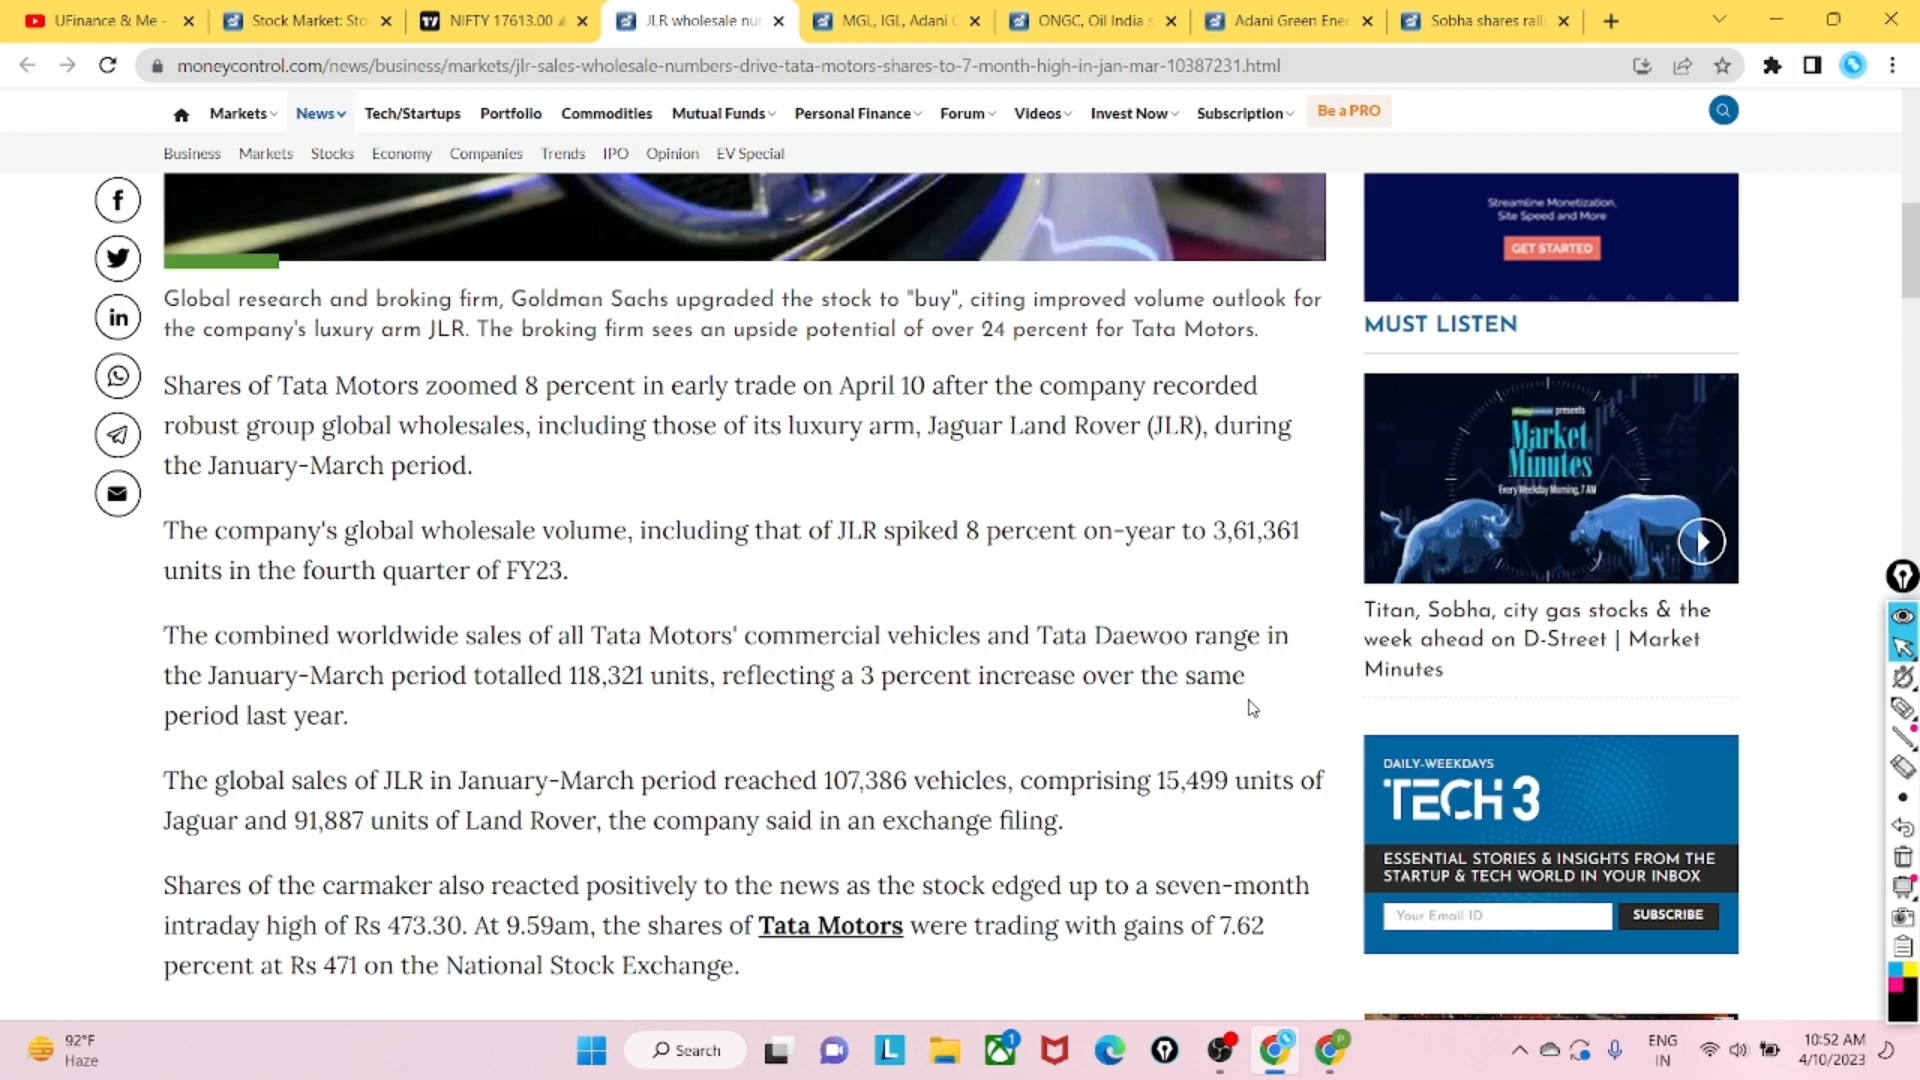 UFinance & Me -
Stock Market: Sto
NIFTY 17613.00
JLR wholesale nu
MGL, IGL, Adani
ONGC, Oil India s
Adani Green Ener
Sobha shares rall
moneycontrol.com/news/business/markets/jlr-sales-wholesale-numbers-drive-tata-motors-shares-to-7-month-high-in-jan-mar-10387231.html
Markets News Tech/Startups Portfolio Commodities Mutual Funds Personal Finance Forum Videos Invest Now Subscription Be a PRO
Business Markets Stocks Economy Companies Trends IPO Opinion EV Special
Streamline Monetization,
Site Speed and More
GET STARTED
Global research and broking firm, Goldman Sachs upgraded the stock to "buy", citing improved volume outlook for
the company's luxury arm JLR. The broking firm sees an upside potential of over 24 percent for Tata Motors.
Shares of Tata Motors zoomed 8 percent in early trade on April 10 after the company recorded
robust group global wholesales, including those of its luxury arm, Jaguar Land Rover (JLR), during
the January-March period.
The company's global wholesale volume, including that of JLR spiked 8 percent on-year to 3,61,361
units in the fourth quarter of FY23.
The combined worldwide sales of all Tata Motors' commercial vehicles and Tata Daewoo range in
the January-March period totalled 118,321 units, reflecting a 3 percent increase over the same
period last year.
The global sales of JLR in January-March period reached 107,386 vehicles, comprising 15,499 units of
Jaguar and 91,887 units of Land Rover, the company said in an exchange filing.
Shares of the carmaker also reacted positively to the news as the stock edged up to a seven-month
intraday high of Rs 473.30. At 9.59am, the shares of Tata Motors were trading with gains of 7.62
percent at Rs 471 on the National Stock Exchange.
MUST LISTEN
presents
Market
Minutes
Every Weekday Morning, 7 AM
Titan, Sobha, city gas stocks & the
week ahead on D-Street | Market
Minutes
DAILY-WEEKDAYS
TECH 3
ESSENTIAL STORIES & INSIGHTS FROM THE
STARTUP & TECH WORLD IN YOUR INBOX
Your Email ID
SUBSCRIBE
92°F
Haze
Search
1
ENG
IN
10:52 AM
4/10/2023